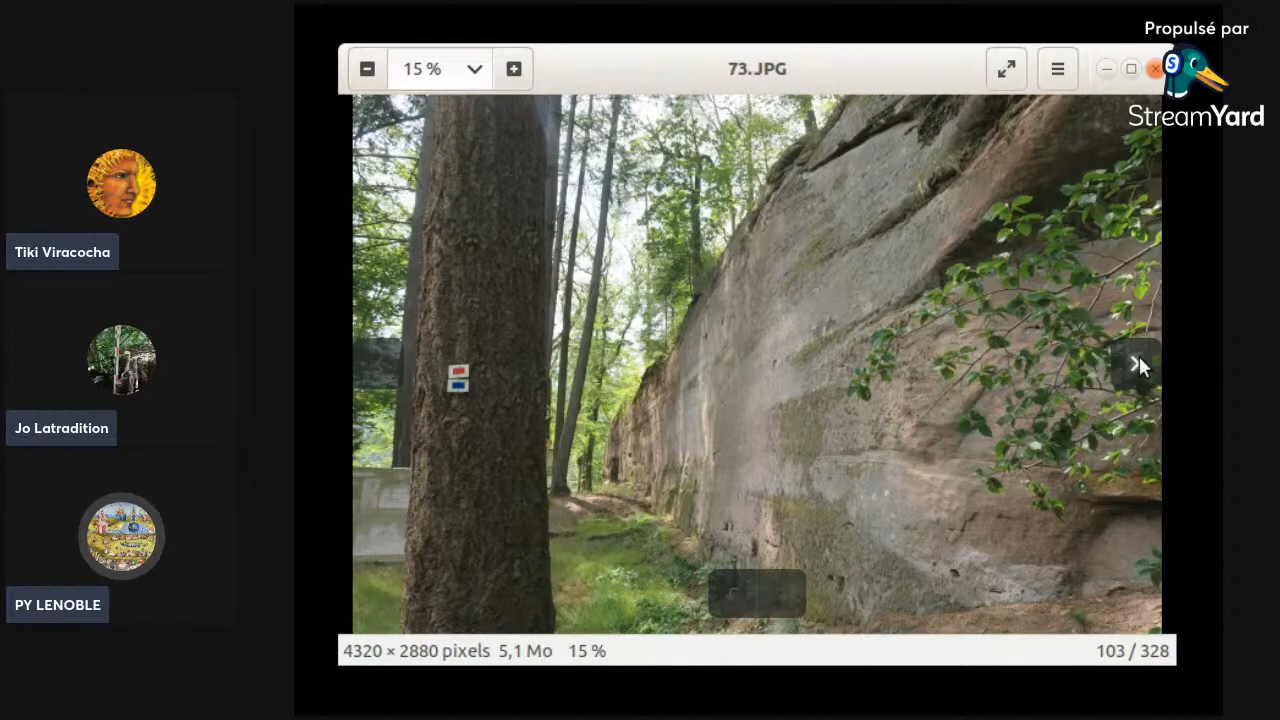 Propulsé par
StreamYard
15 %
73.JPG
Tiki Viracocha
Jo Latradition
PY LENOBLE
4320 × 2880 pixels 5,1 Mo 15 %
103 / 328